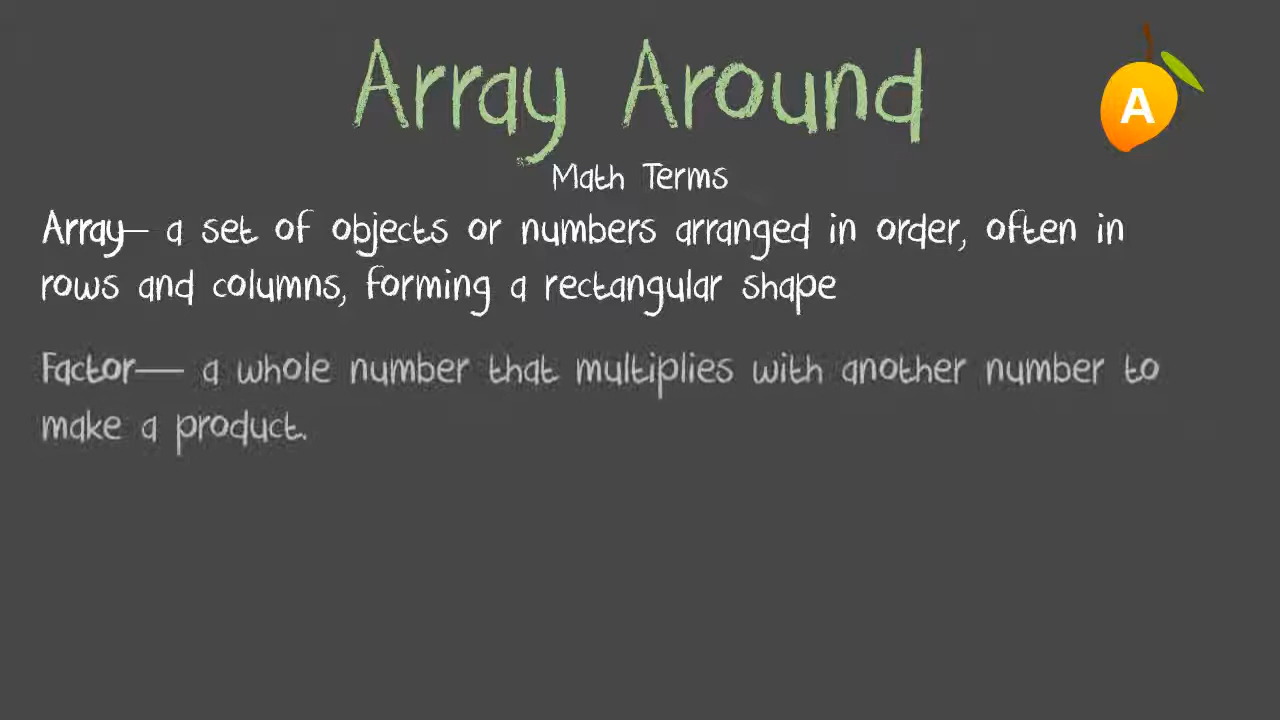 Array Around
A
Math Terms
Array— a set of objects or numbers arranged in order, often in
rows and columns, forming a rectangular shape
Factor— a whole number that multiplies with another number to
make a product.